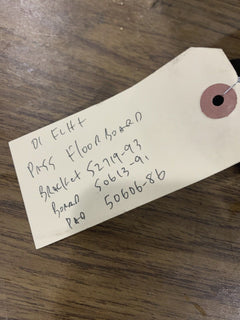 01 FLHT
PASS FLOORBOARD
BRACKET 52719-93
BOARD 50613-91
PAD 50606-86